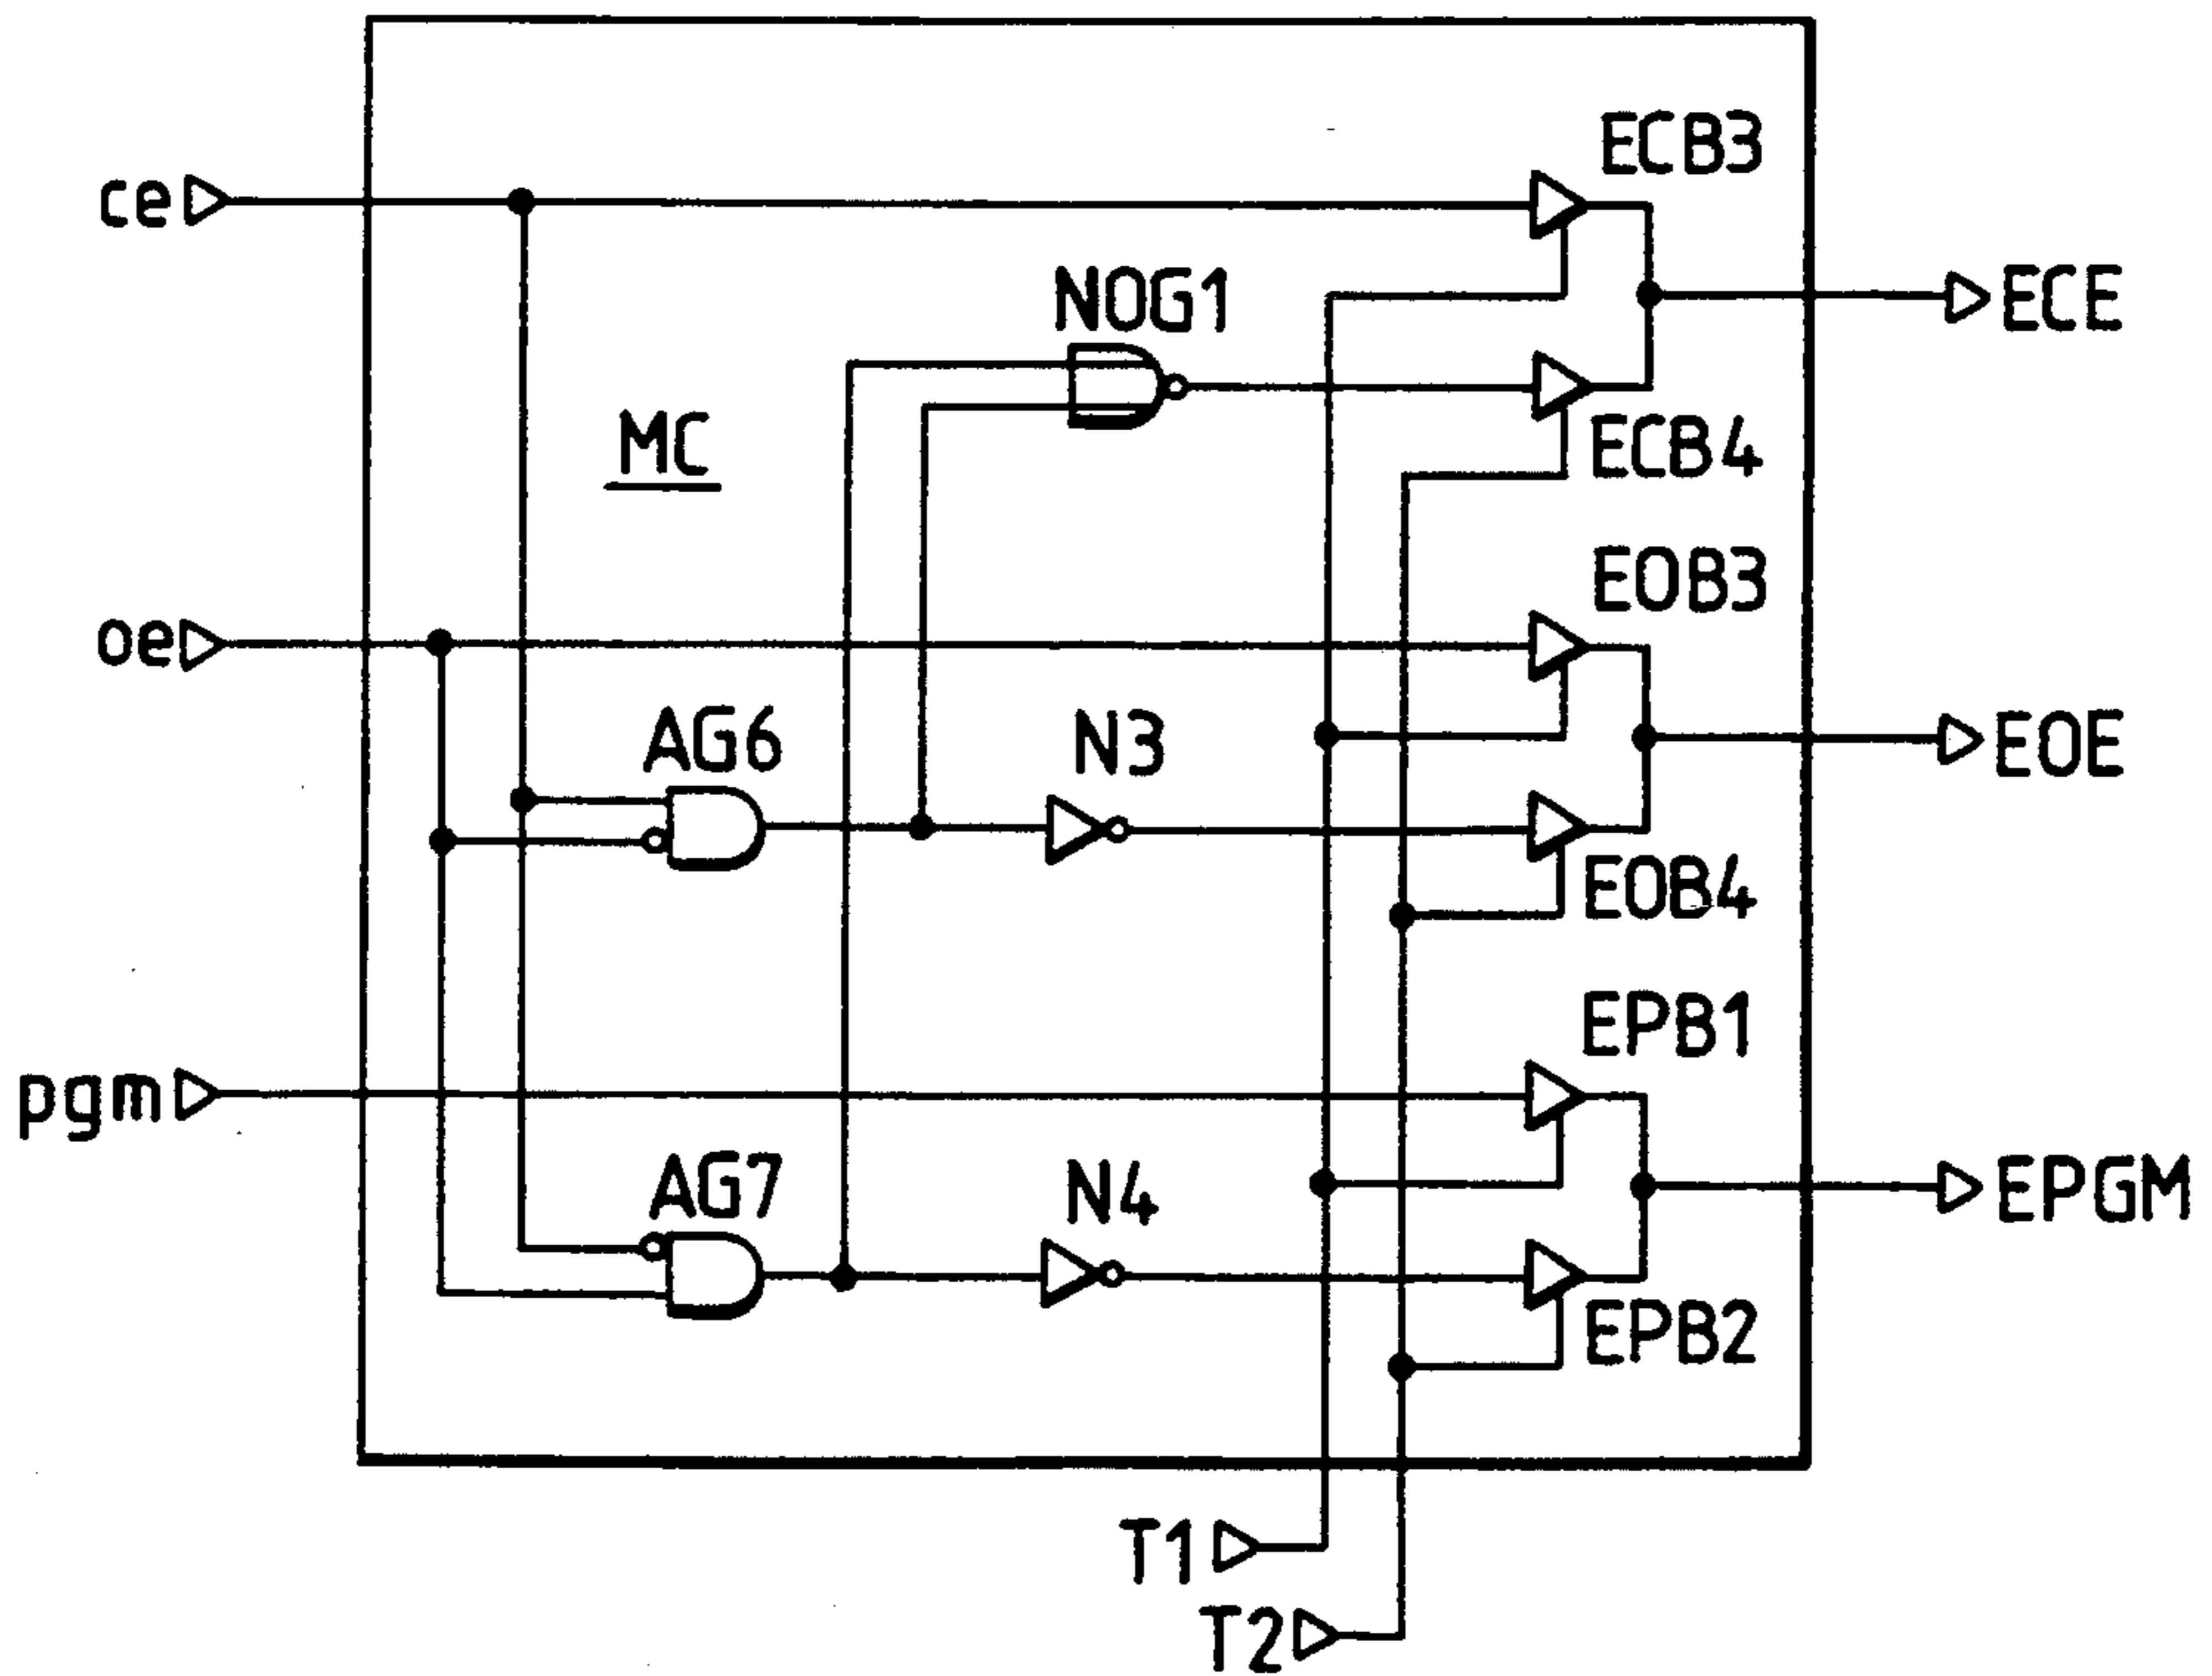 ECB3
ce
NOG1
ECE
MC
ECB4
EOB3
oe
AG6
N3
EOE
EOB4
EPB1
pgm
AG7
N4
EPGM
EPB2
T1
T2